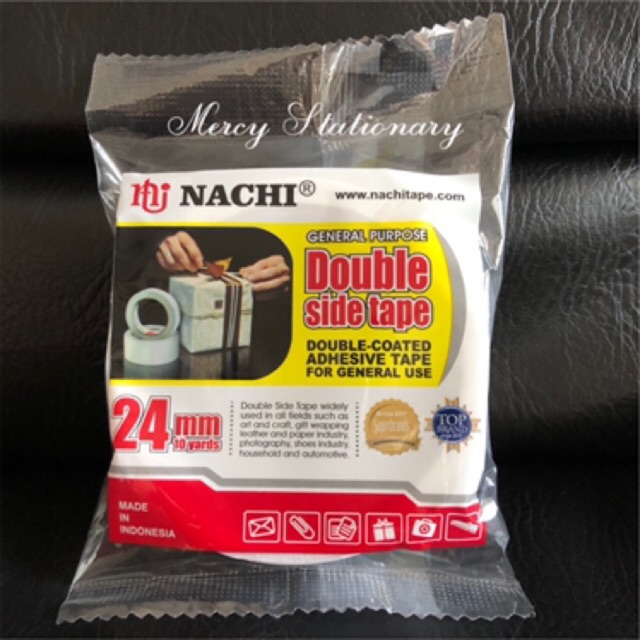 Mercy Stationary
NACHI®
www.nachitape.com
GENERAL PURPOSE
Double
side tape
DOUBLE-COATED
ADHESIVE TAPE
FOR GENERAL USE
24 mm
10 yards
Double Side Tape widely
used in all fields such as
art and craft, gift wrapping
leather and paper industry,
photography, shoes industry,
household and automotive.
TOP
BRAND
MADE
IN
INDONESIA